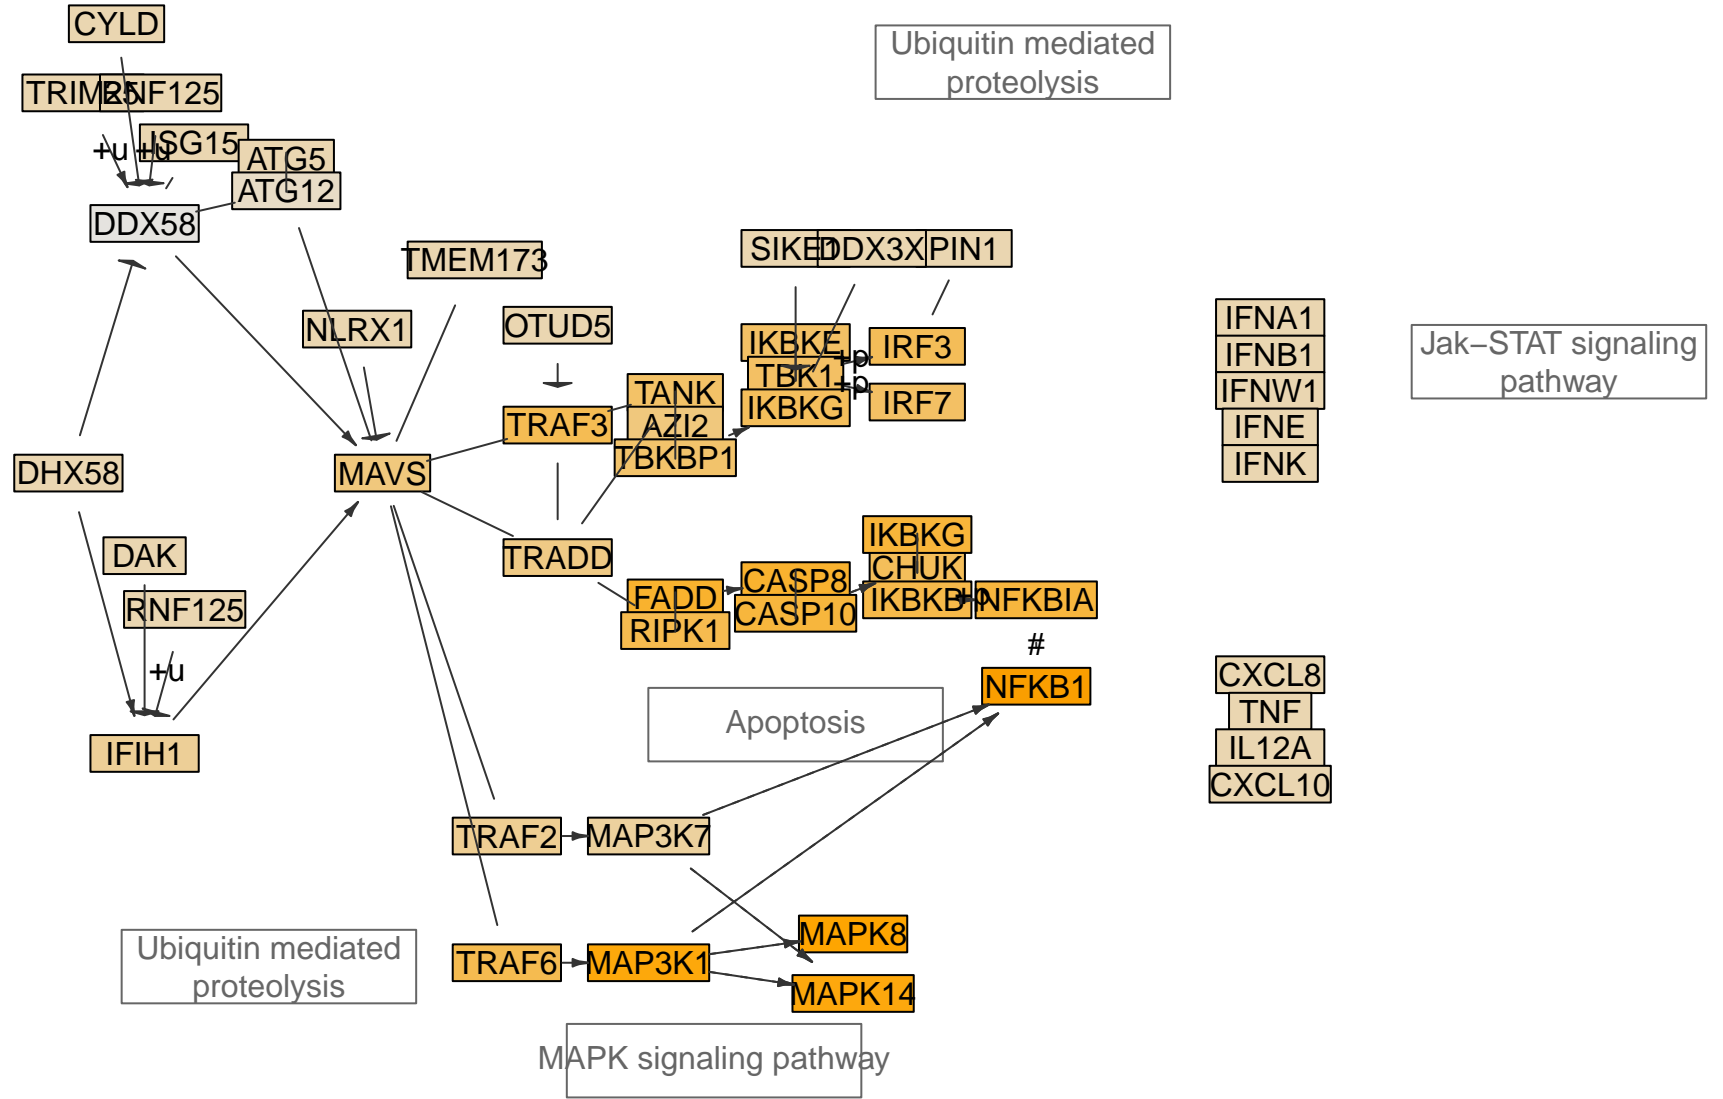 CYLD
Ubiquitin mediated
proteolysis
TRIM25
RNF125
ISG15
+u
+u
ATG5
ATG12
DDX58
TMEM173
SIKE1
DDX3X
PIN1
NLRX1
OTUD5
IKBKE
TBK1
IKBKG
+p
+p
IRF3
IRF7
IFNA1
IFNB1
IFNW1
IFNE
IFNK
Jak−STAT signaling
pathway
TANK
AZI2
TBKBP1
TRAF3
DHX58
MAVS
DAK
RNF125
+u
IFIH1
TRADD
FADD
RIPK1
CASP8
CASP10
IKBKG
CHUK
IKBKB
+p
NFKBIA
#
NFKB1
Apoptosis
CXCL8
TNF
IL12A
CXCL10
TRAF2
MAP3K7
Ubiquitin mediated
proteolysis
TRAF6
MAP3K1
MAPK8
MAPK14
MAPK signaling pathway